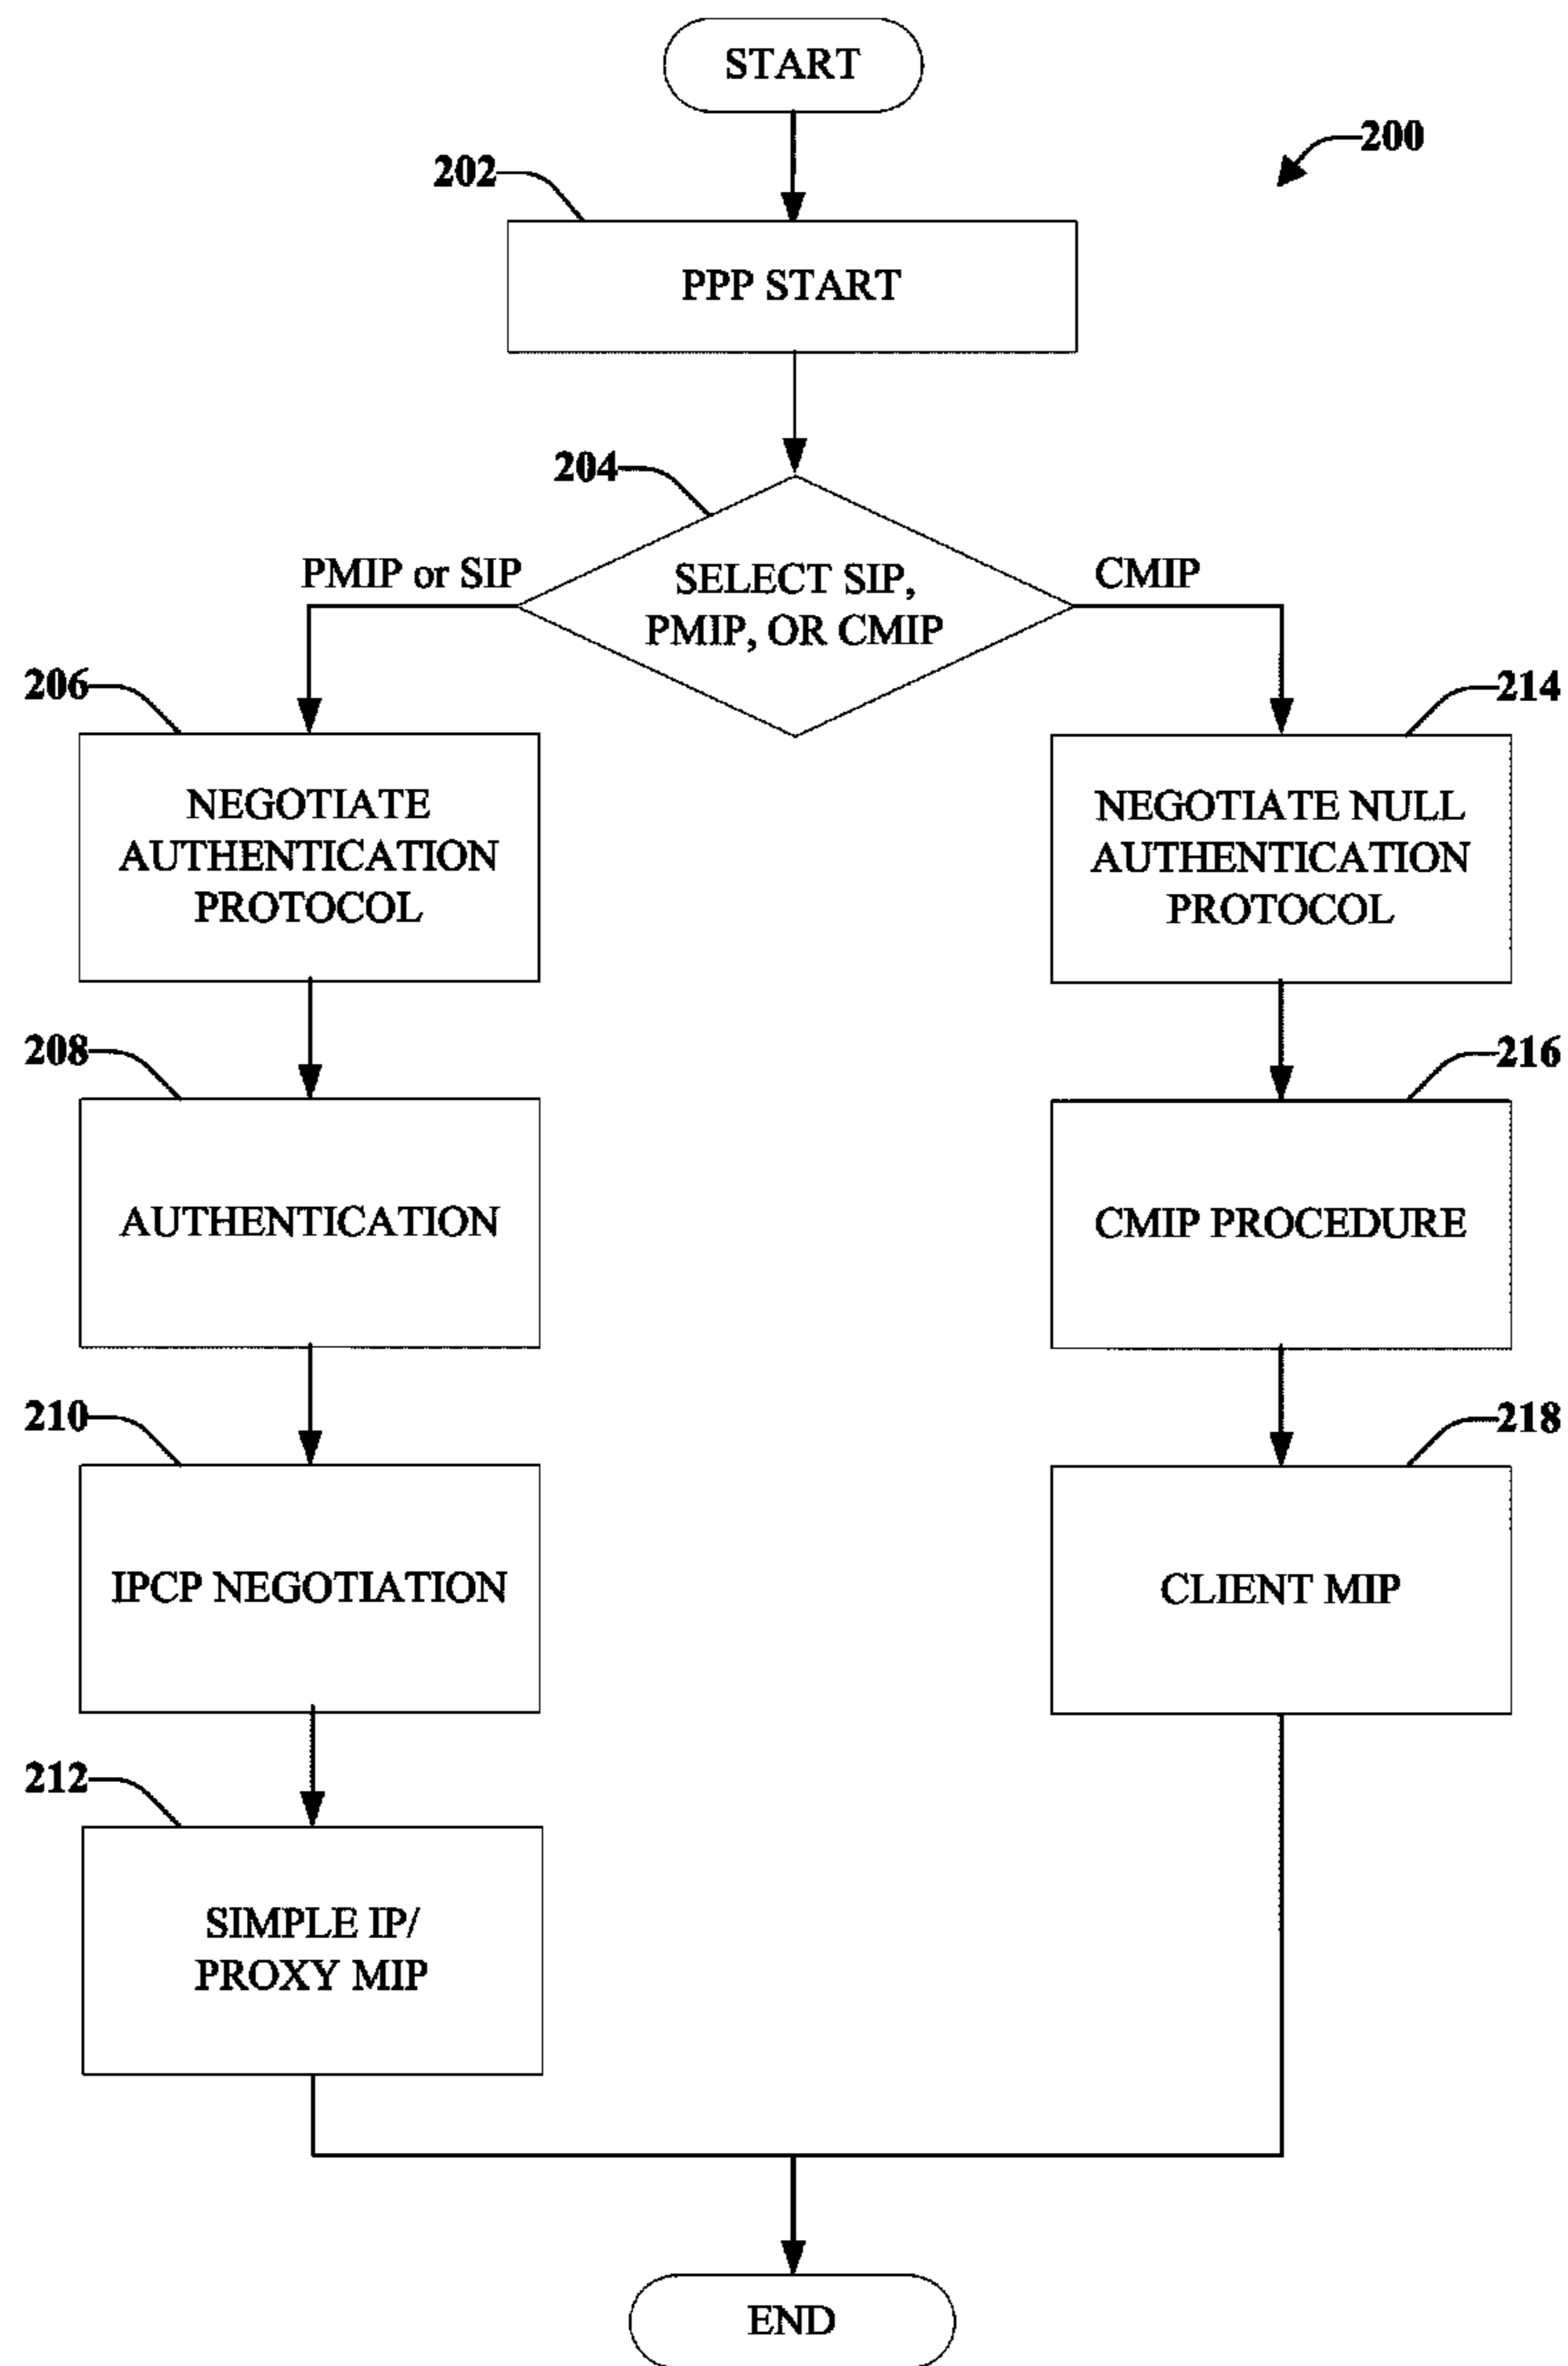 START
200
202
PPP START
204
PMIP or SIP
SELECT SIP,
PMIP, OR CMIP
CMIP
206
NEGOTIATE
AUTHENTICATION
PROTOCOL
214
NEGOTIATE NULL
AUTHENTICATION
PROTOCOL
208
AUTHENTICATION
216
CMIP PROCEDURE
210
IPCP NEGOTIATION
218
CLIENT MIP
212
SIMPLE IP/
PROXY MIP
END